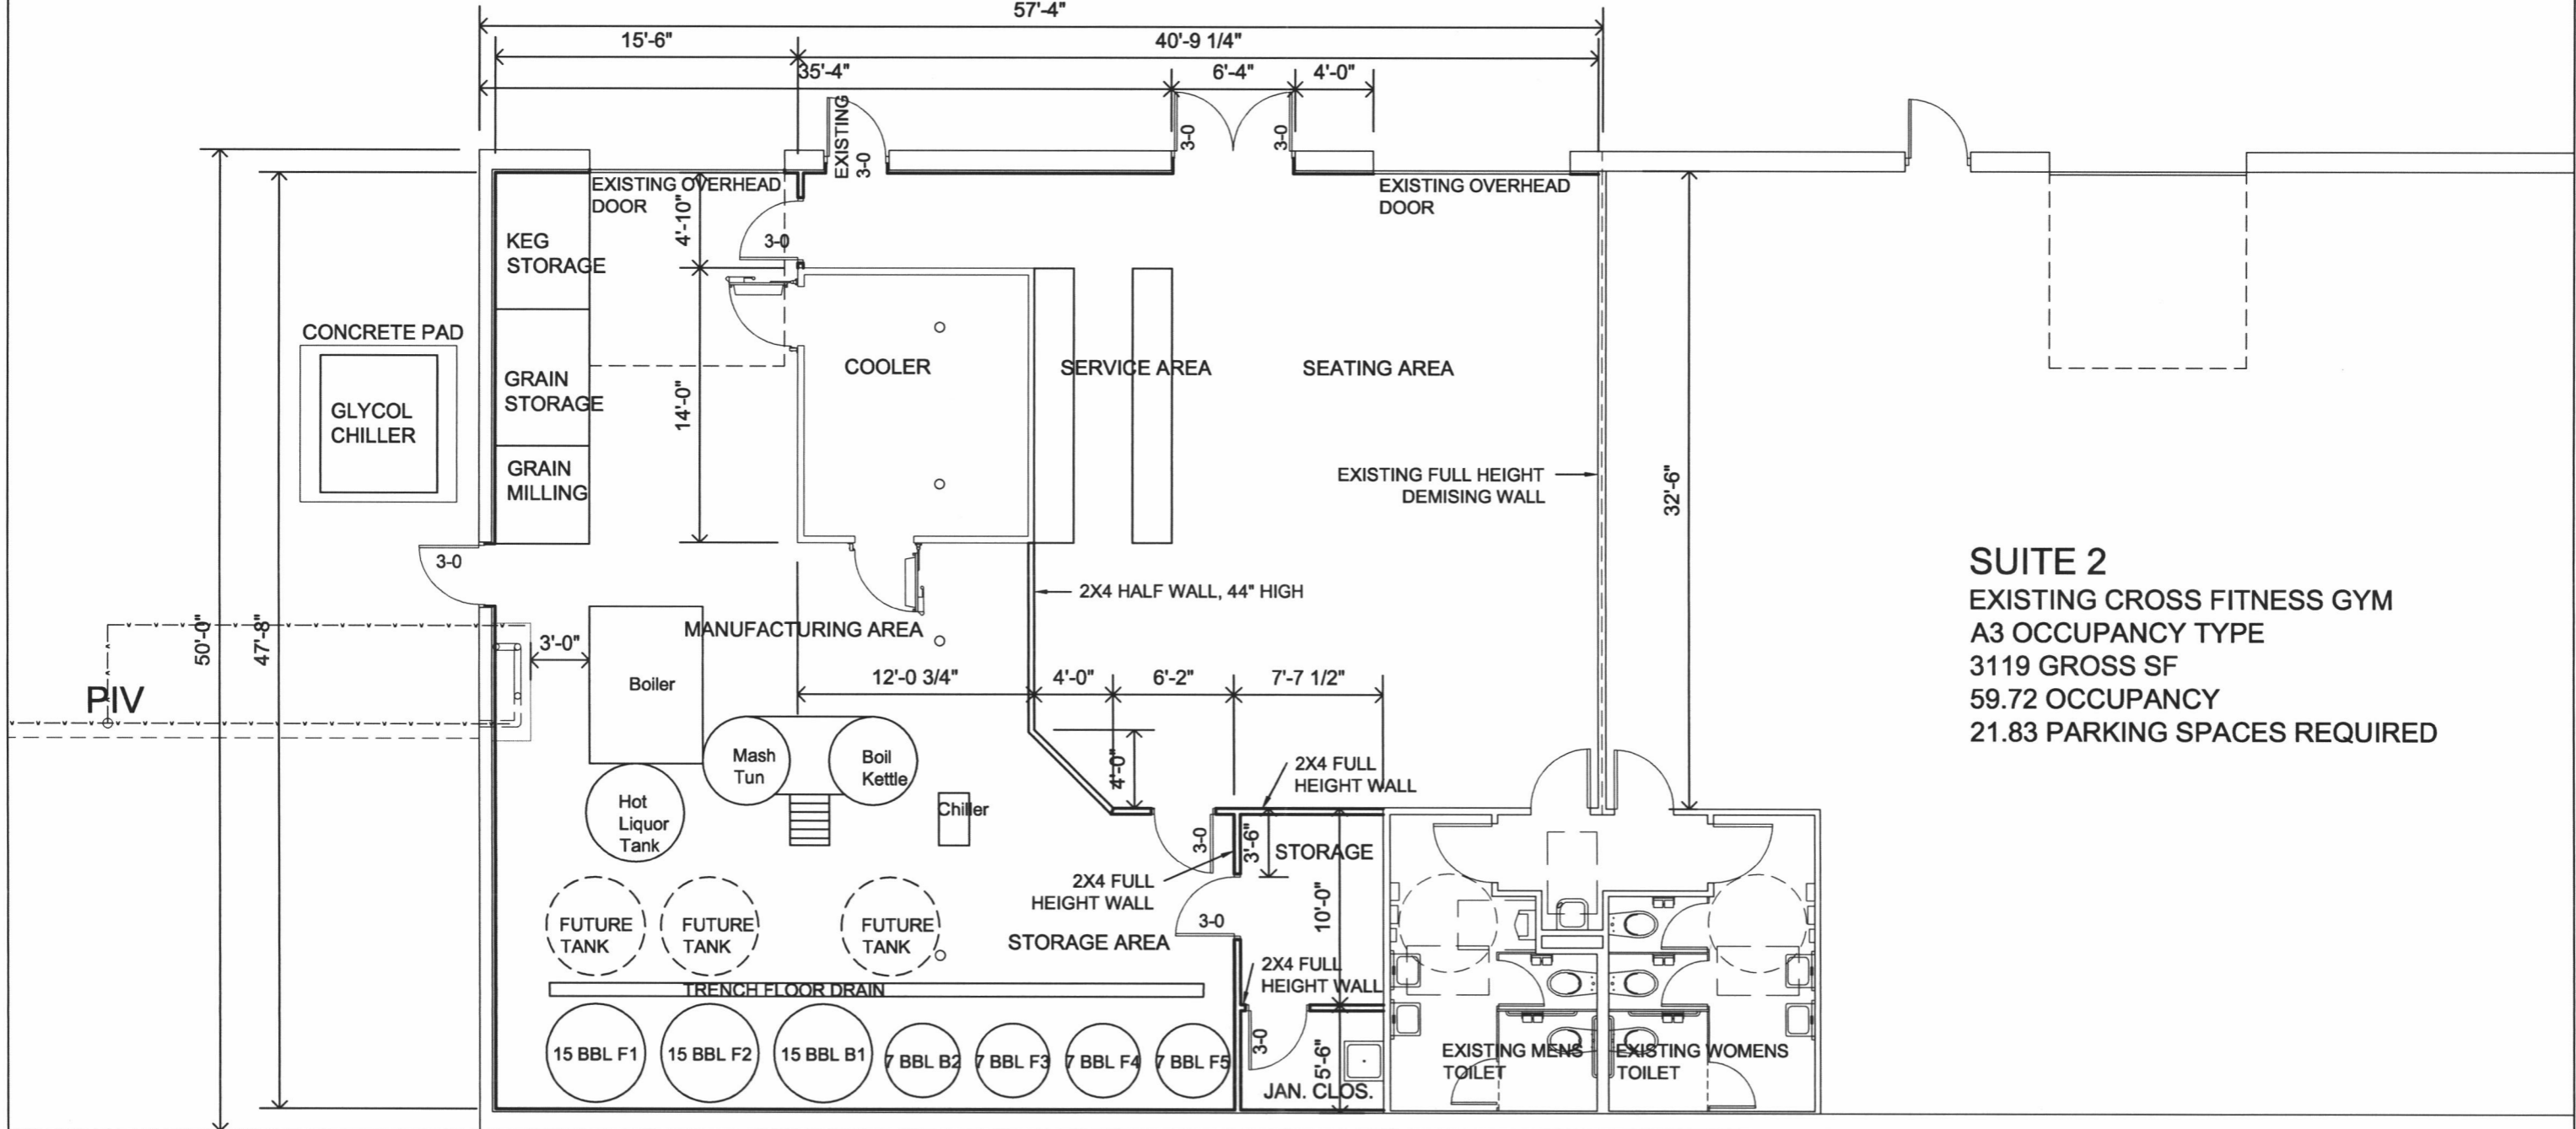 57'-4"
15'-6"
40'-9 1/4"
35'-4"
6'-4"
4'-0"
EXISTING
3-0
3-0
3-0
EXISTING OVERHEAD
DOOR
4'-10"
3-0
EXISTING OVERHEAD
DOOR
KEG
STORAGE
CONCRETE PAD
GLYCOL
CHILLER
GRAIN
STORAGE
14'-0"
COOLER
SERVICE AREA
SEATING AREA
GRAIN
MILLING
EXISTING FULL HEIGHT
DEMISING WALL
32'-6"
3-0
2X4 HALF WALL, 44" HIGH
SUITE 2
EXISTING CROSS FITNESS GYM
A3 OCCUPANCY TYPE
3119 GROSS SF
59.72 OCCUPANCY
21.83 PARKING SPACES REQUIRED
50'-0"
47'-8"
3'-0"
MANUFACTURING AREA
PIV
Boiler
12'-0 3/4"
4'-0"
6'-2"
7'-7 1/2"
Mash
Tun
Boil
Kettle
4'-0"
2X4 FULL
HEIGHT WALL
Hot
Liquor
Tank
Chiller
3-0
3'-6"
STORAGE
2X4 FULL
HEIGHT WALL
FUTURE
TANK
FUTURE
TANK
FUTURE
TANK
3-0
10'-0"
STORAGE AREA
2X4 FULL
HEIGHT WALL
TRENCH FLOOR DRAIN
15 BBL F1
15 BBL F2
15 BBL B1
7 BBL B2
7 BBL F3
7 BBL F4
7 BBL F5
3-0
5'-6"
JAN. CLOS.
EXISTING MENS
TOILET
EXISTING WOMENS
TOILET